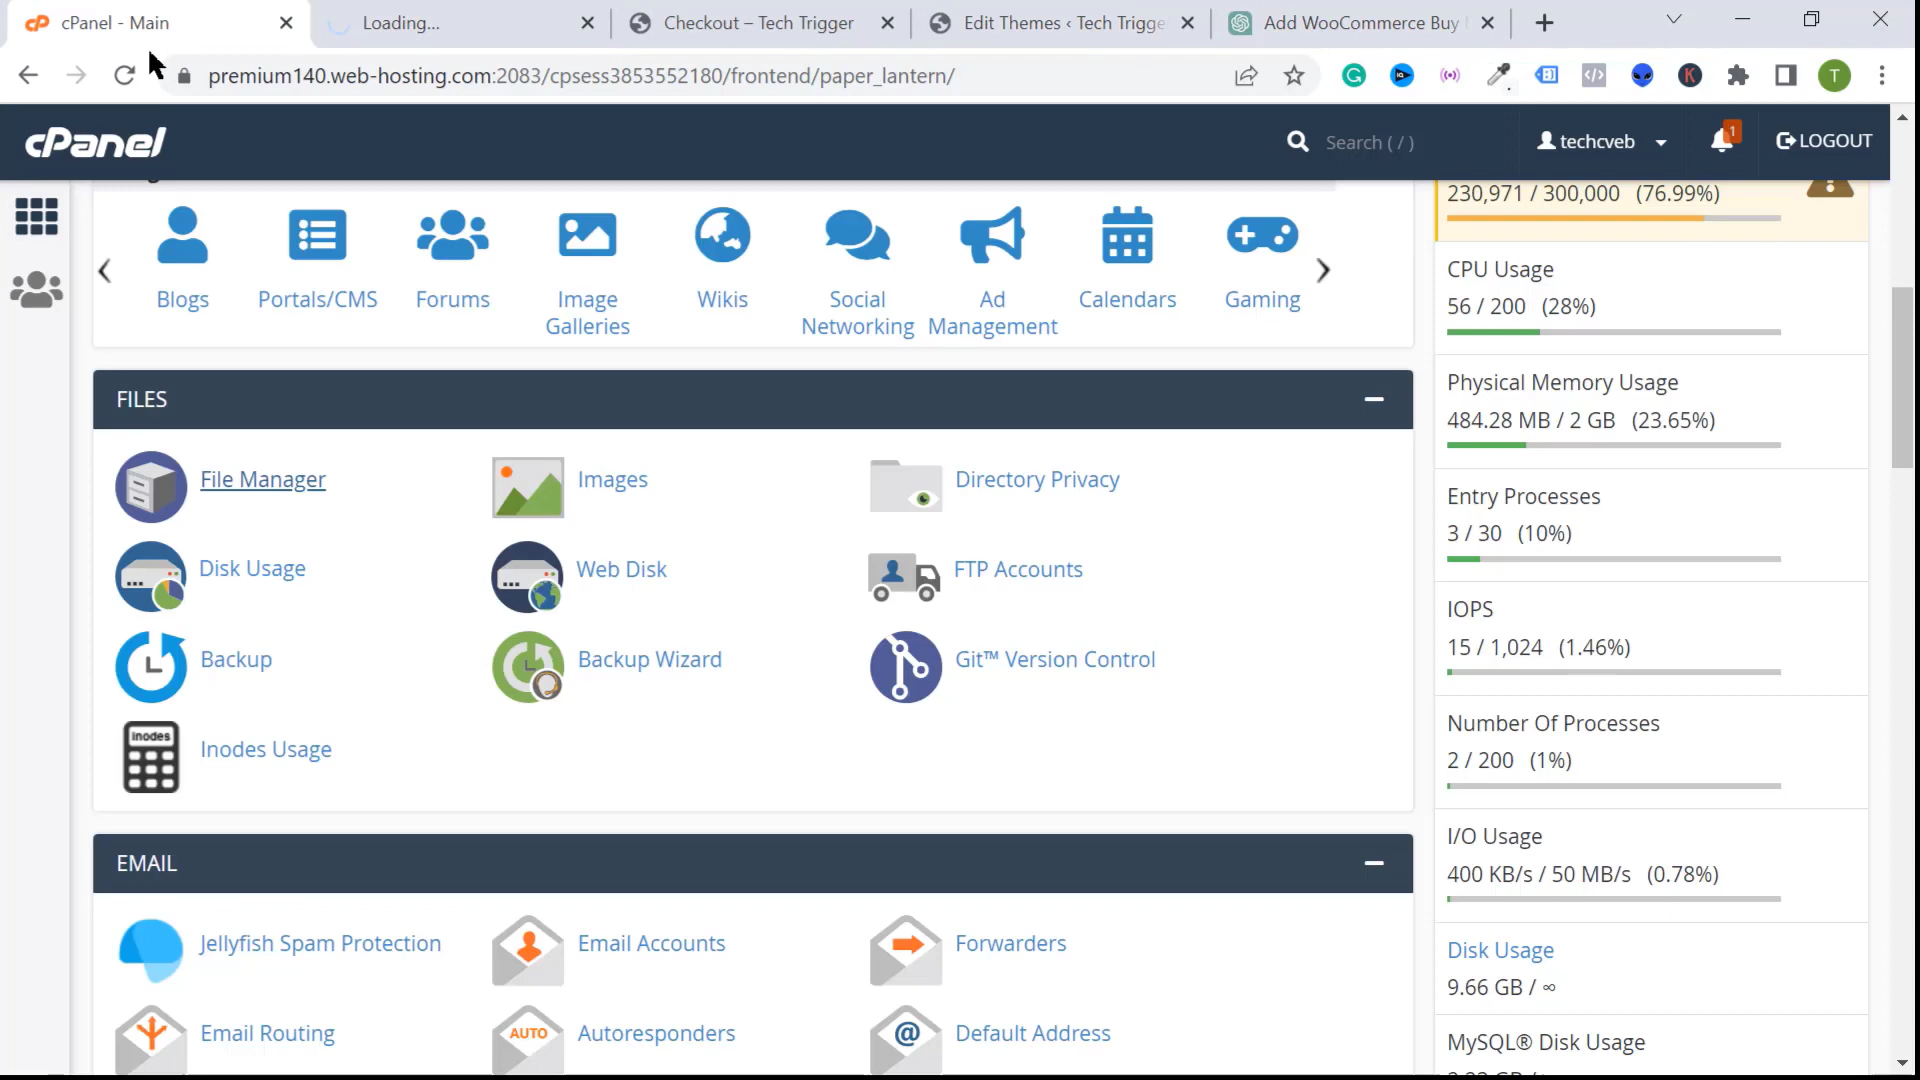 cPanel - Main
Loading...
Checkout – Tech Trigger
Edit Themes ‹ Tech Trigge
Add WooCommerce Buy
premium140.web-hosting.com:2083/cpsess3853552180/frontend/paper_lantern/
T
cPanel
Search ( / )
techcveb
1
LOGOUT
230,971 / 300,000 (76.99%)
Blogs
Portals/CMS
Forums
Image
Galleries
Wikis
Social
Networking
Ad
Management
Calendars
Gaming
CPU Usage
56 / 200 (28%)
Physical Memory Usage
484.28 MB / 2 GB (23.65%)
FILES
File Manager
Images
Directory Privacy
Disk Usage
Web Disk
FTP Accounts
Backup
Backup Wizard
Git™ Version Control
inodes
Inodes Usage
Entry Processes
3 / 30 (10%)
IOPS
15 / 1,024 (1.46%)
Number Of Processes
2 / 200 (1%)
I/O Usage
400 KB/s / 50 MB/s (0.78%)
EMAIL
Jellyfish Spam Protection
Email Accounts
Forwarders
Email Routing
AUTO
Autoresponders
Default Address
Disk Usage
9.66 GB / ∞
MySQL® Disk Usage